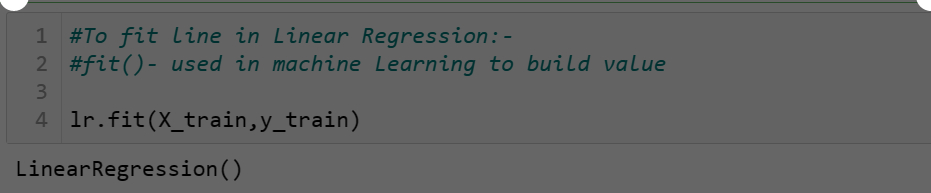 1 #To fit line in Linear Regression:-
2 #fit()- used in machine Learning to build value
3
4 lr.fit(X_train,y_train)
LinearRegression()